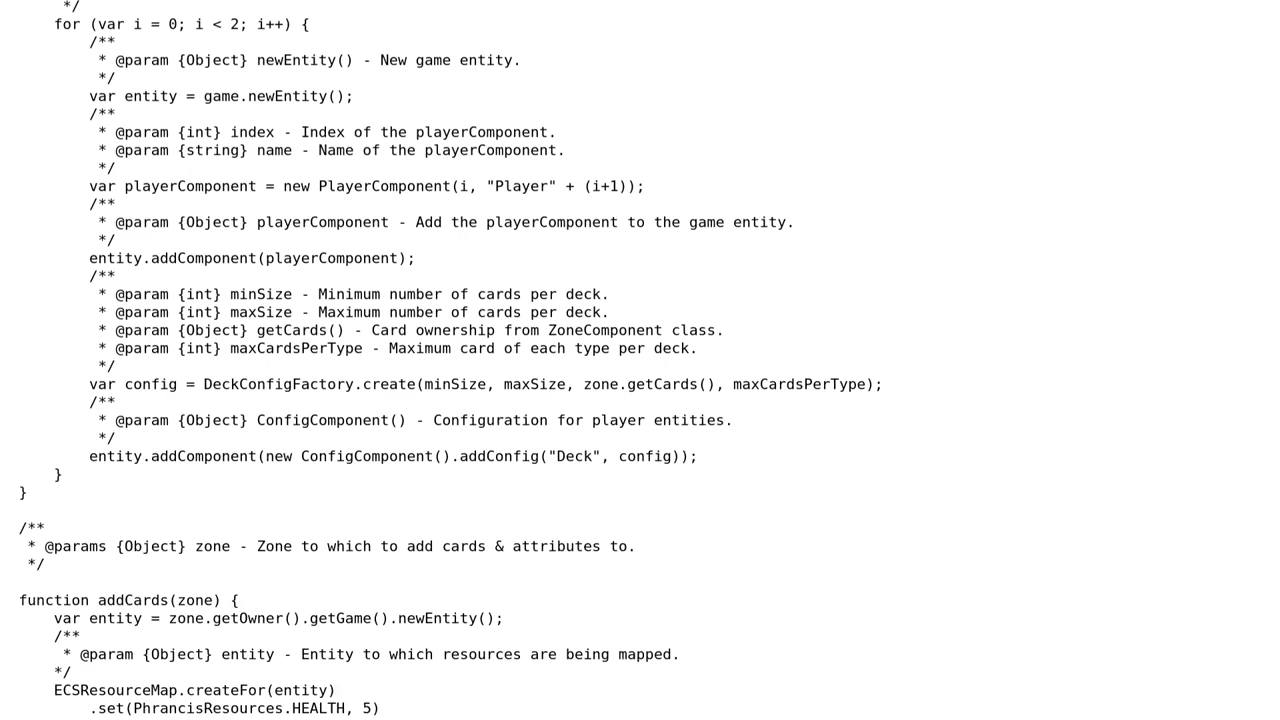 */
for (var i = 0; i < 2; i++) {
/**
* @param {Object} newEntity() - New game entity.
*/
var entity = game.newEntity();
/**
* @param {int} index - Index of the playerComponent.
* @param {string} name - Name of the playerComponent.
*/
var playerComponent = new PlayerComponent(i, "Player" + (i+1));
/**
* @param {Object} playerComponent - Add the playerComponent to the game entity.
*/
entity.addComponent(playerComponent);
/**
* @param {int} minSize - Minimum number of cards per deck.
* @param {int} maxSize - Maximum number of cards per deck.
* @param {Object} getCards() - Card ownership from ZoneComponent class.
* @param {int} maxCardsPerType - Maximum card of each type per deck.
*/
var config = DeckConfigFactory.create(minSize, maxSize, zone.getCards(), maxCardsPerType);
/**
* @param {Object} ConfigComponent() - Configuration for player entities.
*/
entity.addComponent(new ConfigComponent().addConfig("Deck", config));
}
}
/**
* @params {Object} zone - Zone to which to add cards & attributes to.
*/
function addCards(zone) {
var entity = zone.getOwner().getGame().newEntity();
/**
* @param {Object} entity - Entity to which resources are being mapped.
*/
ECSResourceMap.createFor(entity)
.set(PhrancisResources.HEALTH, 5)